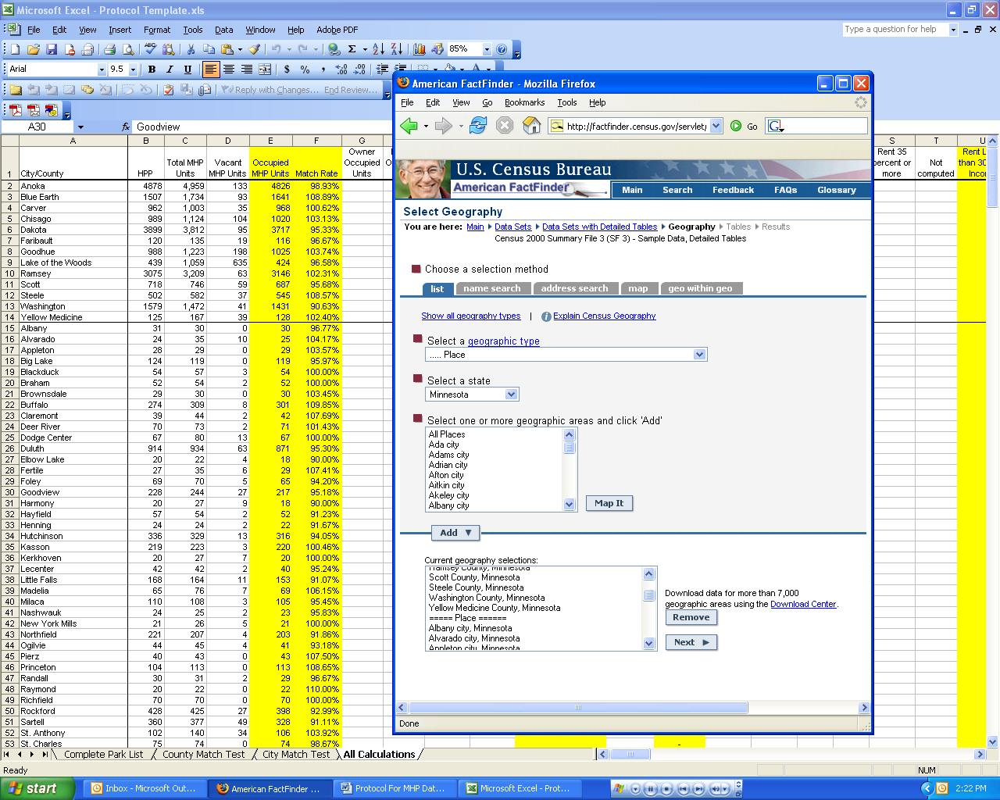 Microsoft Excel - Protocol Template.xls
File Edit View Insert Format Tools Data Window Help Adobe PDF
Type a question for help
85%
Arial 9.5 B I U $ % ,
Reply with Changes... End Review...
A30 fx Goodview
A B C D E F G S T U
1 City/County HPP Total MHP Units Vacant MHP Units Occupied MHP Units Match Rate Owner Occupied Units Rent 35 percent or more Not computed
2 Anoka 4878 4,959 133 4826 98.93%
3 Blue Earth 1507 1,734 93 1641 108.89%
4 Carver 962 1,003 35 968 100.62%
5 Chisago 989 1,124 104 1020 103.13%
6 Dakota 3899 3,812 95 3717 95.33%
7 Faribault 120 135 19 116 96.67%
8 Goodhue 988 1,223 198 1025 103.74%
9 Lake of the Woods 439 1,059 635 424 96.58%
10 Ramsey 3075 3,209 63 3146 102.31%
11 Scott 718 746 59 687 95.68%
12 Steele 502 582 37 545 108.57%
13 Washington 1579 1,472 41 1431 90.63%
14 Yellow Medicine 125 167 39 128 102.40%
15 Albany 31 30 0 30 96.77%
16 Alvarado 24 35 10 25 104.17%
17 Appleton 28 29 0 29 103.57%
18 Big Lake 124 119 0 119 95.97%
19 Blackduck 54 57 3 54 100.00%
20 Braham 52 54 2 52 100.00%
21 Brownsdale 29 30 0 30 103.45%
22 Buffalo 274 309 8 301 109.85%
23 Claremont 39 44 2 42 107.69%
24 Deer River 70 73 2 71 101.43%
25 Dodge Center 67 80 13 67 100.00%
26 Duluth 914 934 63 871 95.30%
27 Elbow Lake 20 22 4 18 90.00%
28 Fertile 27 35 6 29 107.41%
29 Foley 69 70 5 65 94.20%
30 Goodview 228 244 27 217 95.18%
31 Harmony 20 27 9 18 90.00%
32 Hayfield 57 54 2 52 91.23%
33 Henning 24 24 2 22 91.67%
34 Hutchinson 336 329 13 316 94.05%
35 Kasson 219 223 3 220 100.46%
36 Kerkhoven 20 27 7 20 100.00%
37 Lecenter 42 42 2 40 95.24%
38 Little Falls 168 164 11 153 91.07%
39 Madelia 65 76 7 69 106.15%
40 Milaca 110 108 3 105 95.45%
41 Nashwauk 24 25 2 23 95.83%
42 New York Mills 21 26 5 21 100.00%
43 Northfield 221 207 4 203 91.86%
44 Ogilvie 44 45 4 41 93.18%
45 Pierz 40 43 0 43 107.50%
46 Princeton 104 113 0 113 108.65%
47 Randall 30 31 2 29 96.67%
48 Raymond 20 22 0 22 110.00%
49 Richfield 70 70 0 70 100.00%
50 Rockford 428 425 27 398 92.99%
51 Sartell 360 377 49 328 91.11%
52 St. Anthony 102 140 34 106 103.92%
53 St. Charles 75 74 0 74 98.67%
Complete Park List / County Match Test / City Match Test \ All Calculations
Ready
NUM
American FactFinder - Mozilla Firefox
File Edit View Go Bookmarks Tools Help
http://factfinder.census.gov/servlet/ Go G
U.S. Census Bureau
American FactFinder
Main Search Feedback FAQs Glossary
Select Geography
You are here: Main Data Sets Data Sets with Detailed Tables Geography Tables Results
Census 2000 Summary File 3 (SF 3) - Sample Data, Detailed Tables
Choose a selection method
list name search address search map geo within geo
Show all geography types | Explain Census Geography
Select a geographic type
..... Place
Select a state
Minnesota
Select one or more geographic areas and click 'Add'
All Places
Ada city
Adams city
Adrian city
Afton city
Aitkin city
Akeley city
Albany city
Map It
Add
Current geography selections:
Ramsey County, Minnesota
Scott County, Minnesota
Steele County, Minnesota
Washington County, Minnesota
Yellow Medicine County, Minnesota
===== Place ======
Albany city, Minnesota
Alvarado city, Minnesota
Appleton city, Minnesota
Download data for more than 7,000
geographic areas using the Download Center.
Remove
Next
Done
start
Inbox - Microsoft Out...
American FactFinder ...
Protocol For MHP Dat...
Microsoft Excel - Prot...
2:22 PM